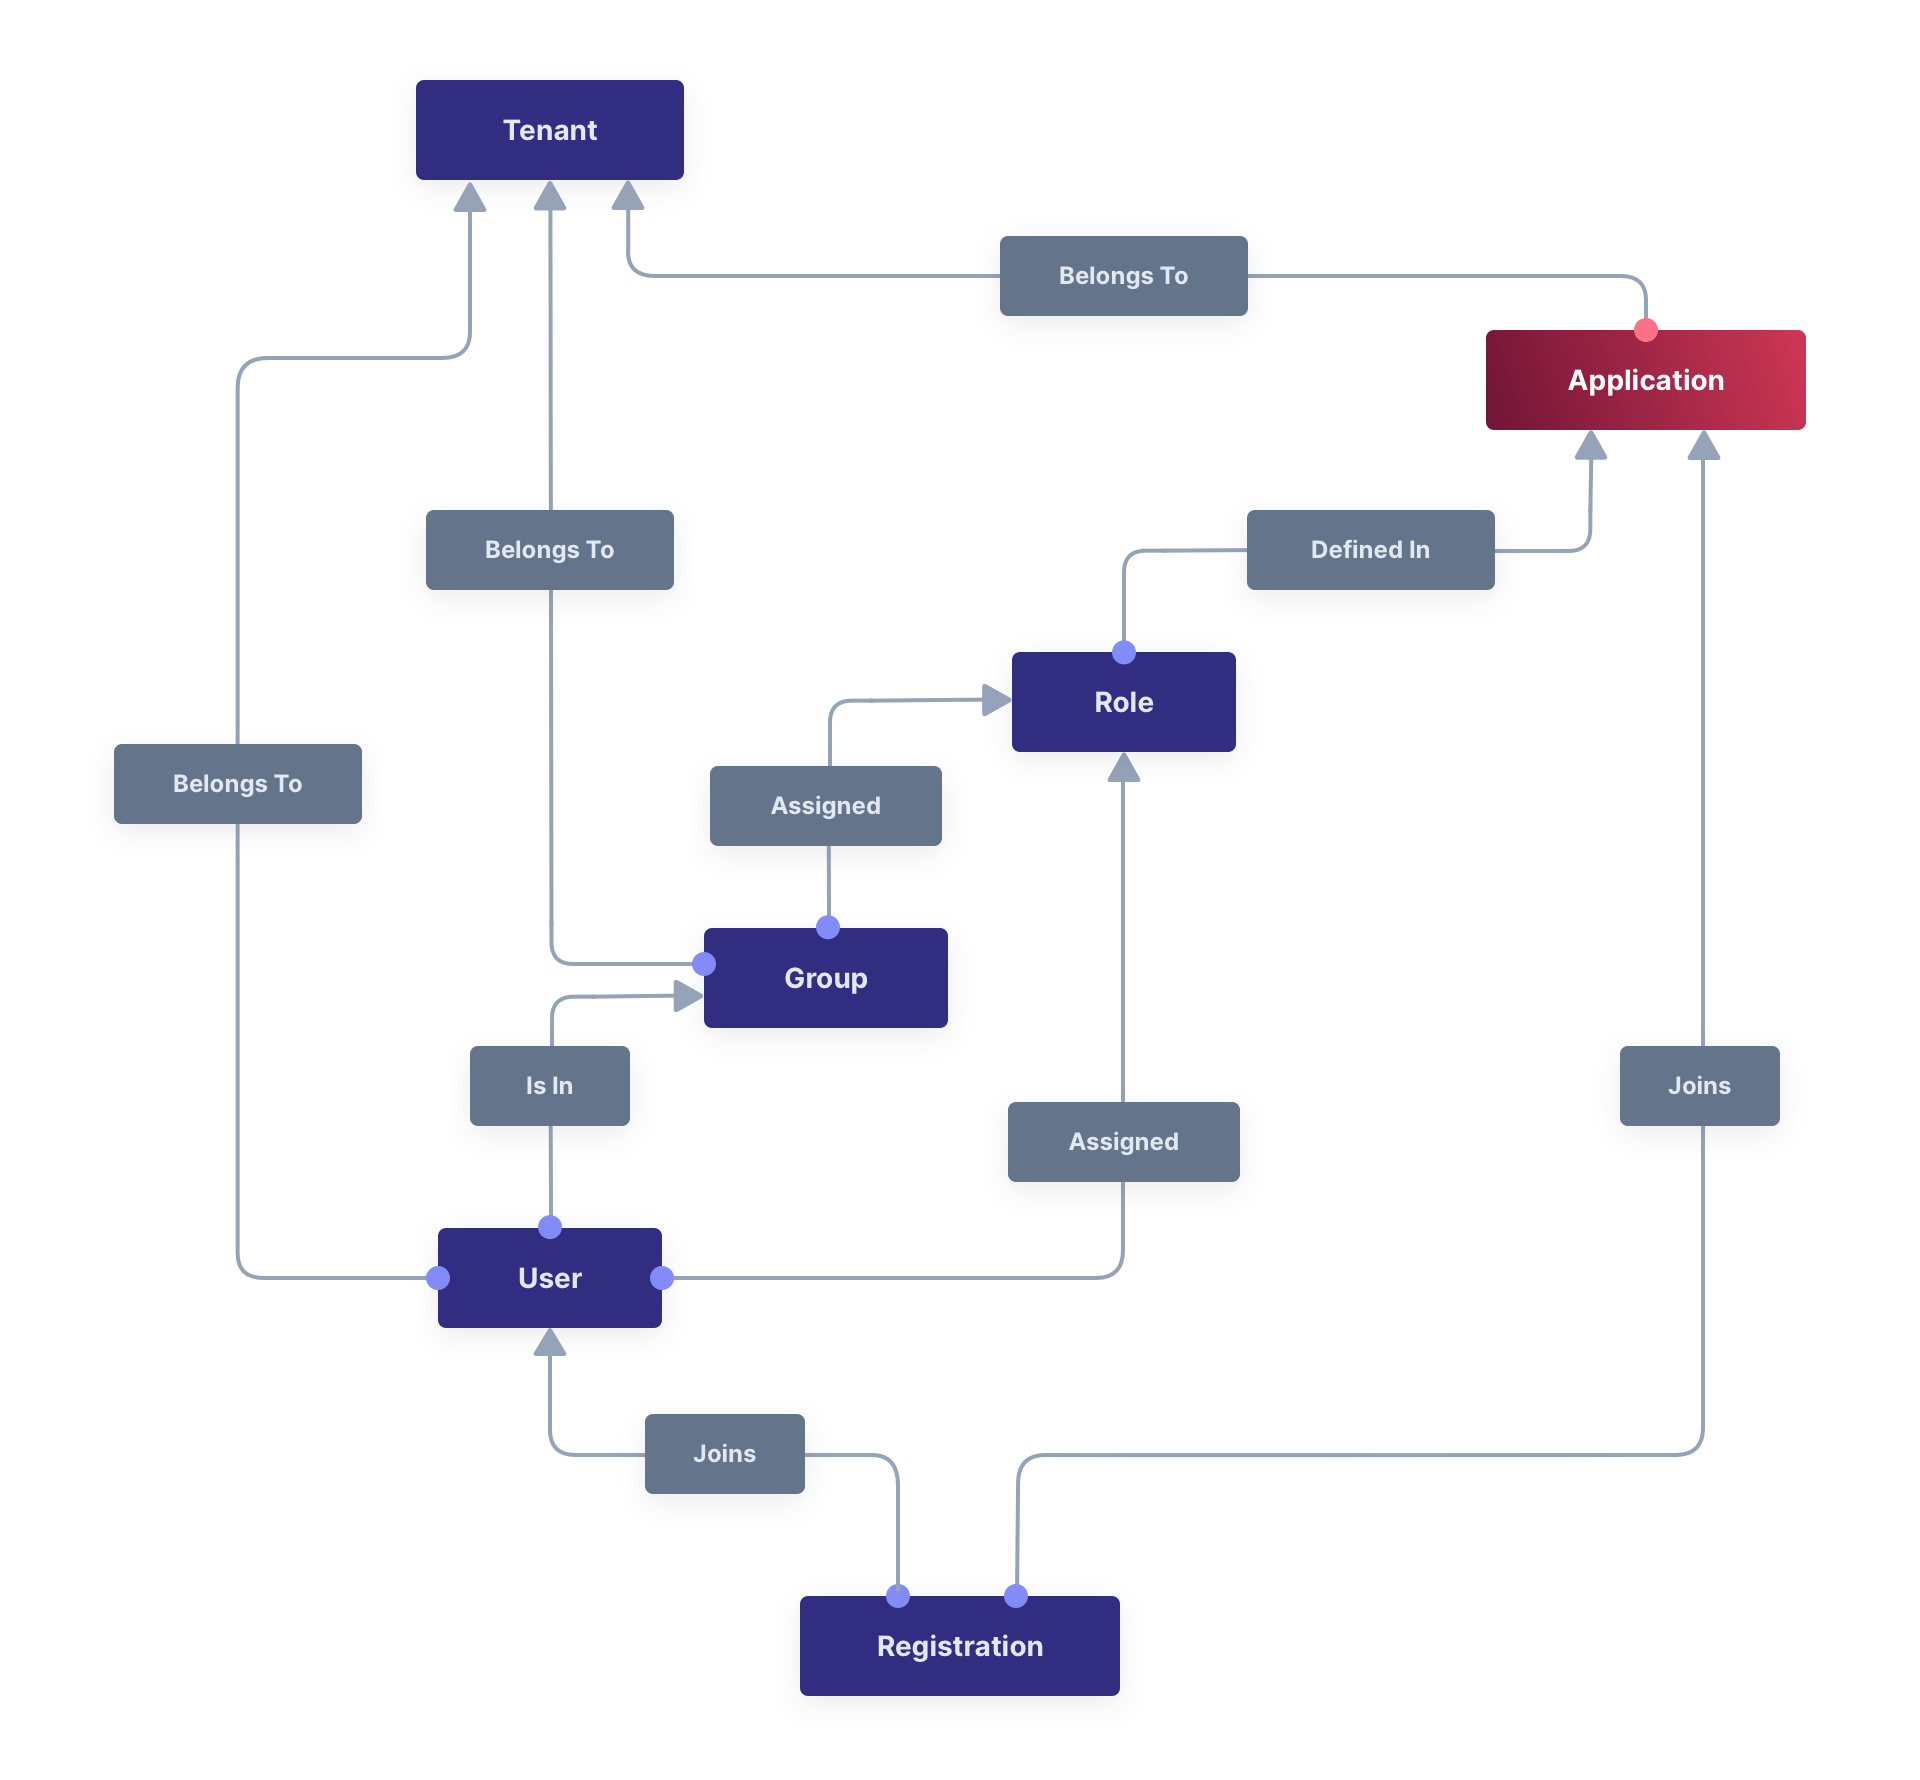 Tenant
Belongs To
Application
Belongs To
Defined In
Role
Belongs To
Assigned
Group
Is In
Joins
Assigned
User
Joins
Registration